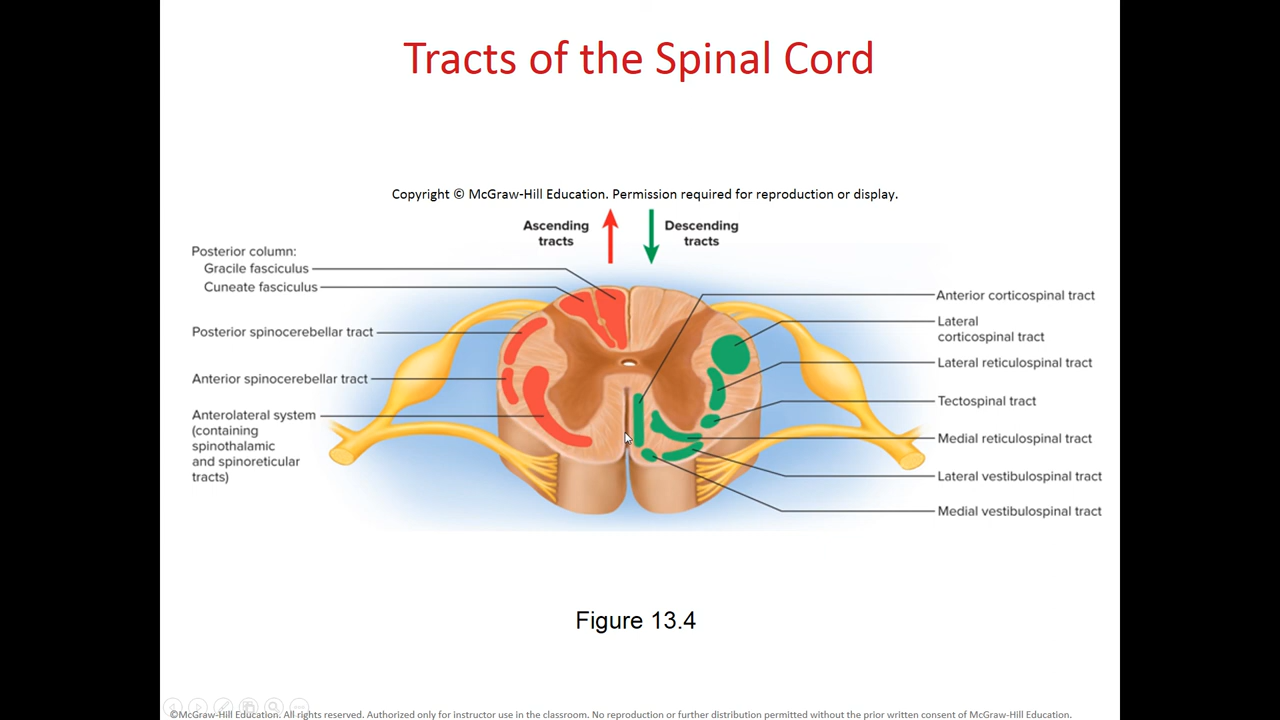 Tracts of the Spinal Cord
Copyright © McGraw-Hill Education. Permission required for reproduction or display.
Ascending
tracts
Descending
tracts
Posterior column:
Gracile fasciculus
Cuneate fasciculus
Posterior spinocerebellar tract
Anterior spinocerebellar tract
Anterolateral system
(containing
spinothalamic
and spinoreticular
tracts)
Anterior corticospinal tract
Lateral
corticospinal tract
Lateral reticulospinal tract
Tectospinal tract
Medial reticulospinal tract
Lateral vestibulospinal tract
Medial vestibulospinal tract
Figure 13.4
©McGraw-Hill Education. All rights reserved. Authorized only for instructor use in the classroom. No reproduction or further distribution permitted without the prior written consent of McGraw-Hill Education.